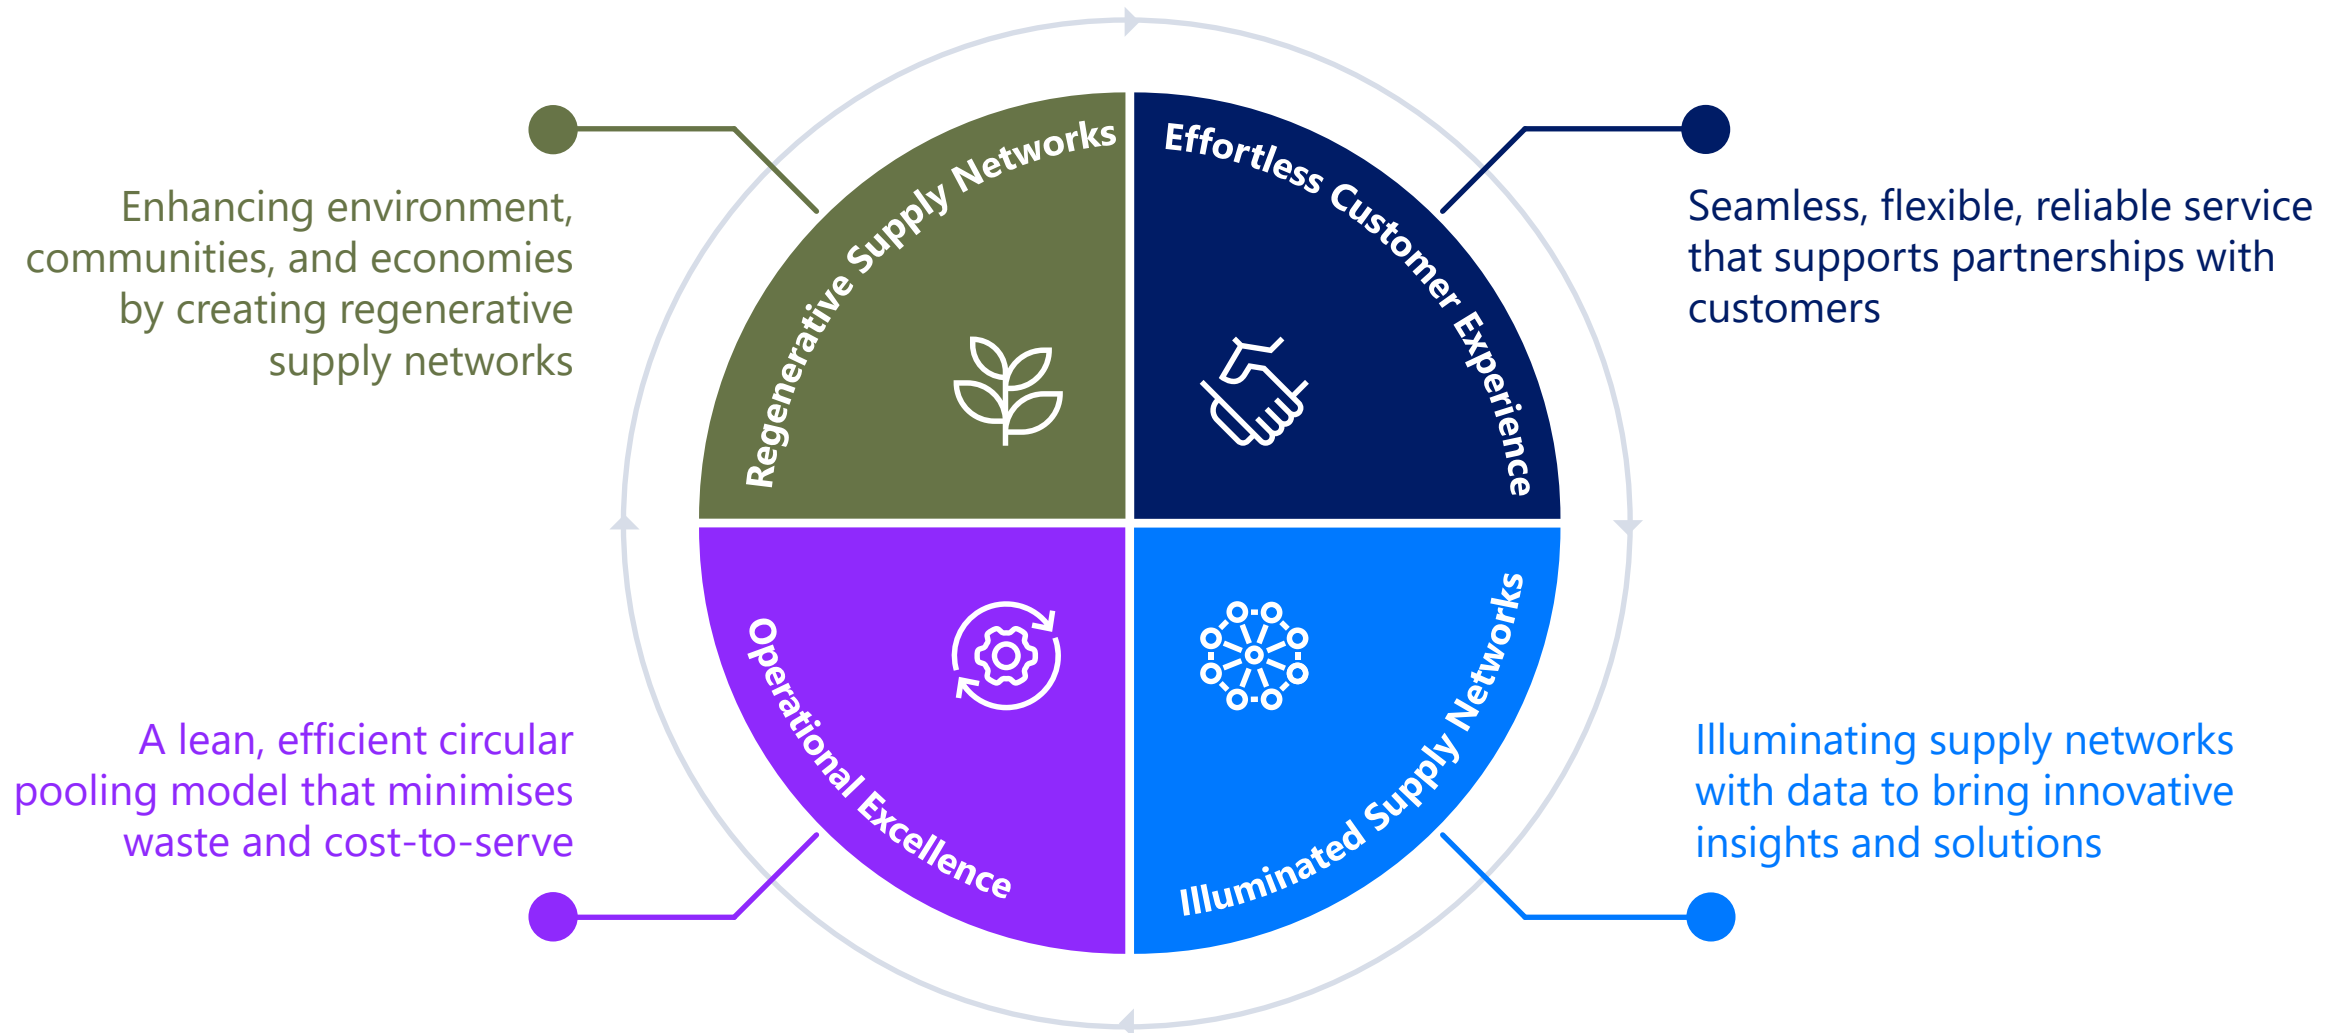 Regenerative Supply Networks
Enhancing environment,
communities, and economies
by creating regenerative
supply networks
Effortless Customer Experience
Seamless, flexible, reliable service
that supports partnerships with
customers
Operational Excellence
A lean, efficient circular
pooling model that minimises
waste and cost-to-serve
Illuminated Supply Networks
Illuminating supply networks
with data to bring innovative
insights and solutions